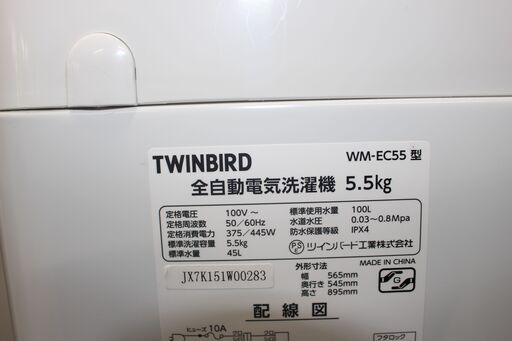 TWINBIRD WM-EC55 型
全自動電気洗濯機 5.5kg
定格電圧 100V～
定格周波数 50/60Hz
定格消費電力 375/445W
標準洗濯容量 5.5kg
標準水量 45L
標準使用水量 100L
水道水圧 0.03〜0.8Mpa
防水保護等級 IPX4
PSE ツインバード工業株式会社
JX7K151W00283
外形寸法
幅 565mm
奥行き 545mm
高さ 895mm
MADE IN CHINA
配線図
ヒューズ 10A
フタロック